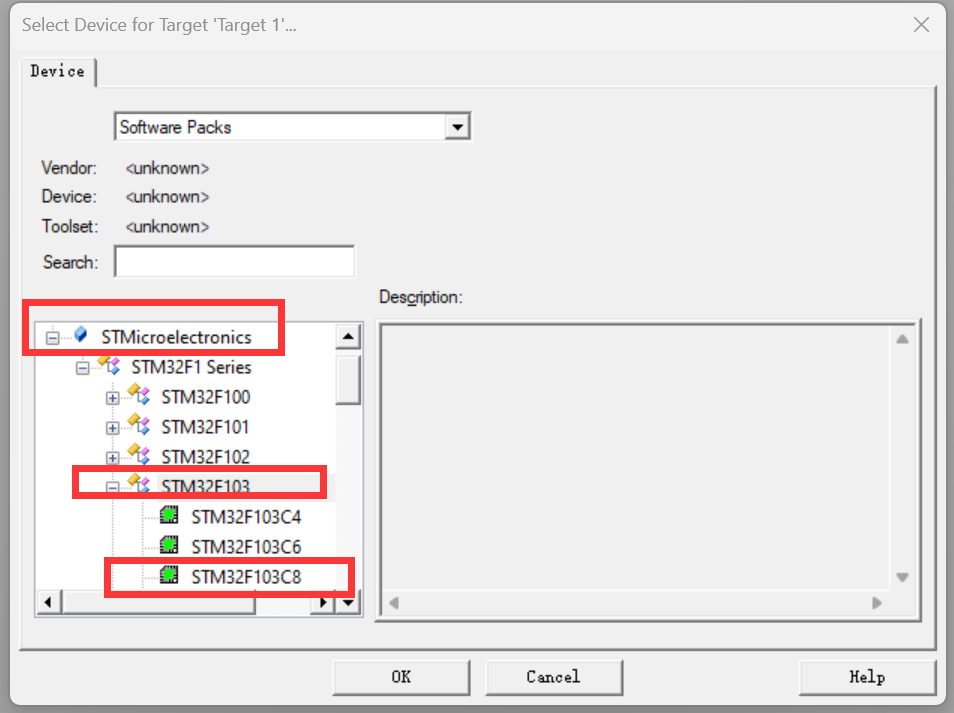 Select Device for Target 'Target 1'...
Device
Software Packs
Vendor: <unknown>
Device: <unknown>
Toolset: <unknown>
Search:
Description:
STMicroelectronics
STM32F1 Series
STM32F100
STM32F101
STM32F102
STM32F103
STM32F103C4
STM32F103C6
STM32F103C8
OK Cancel Help